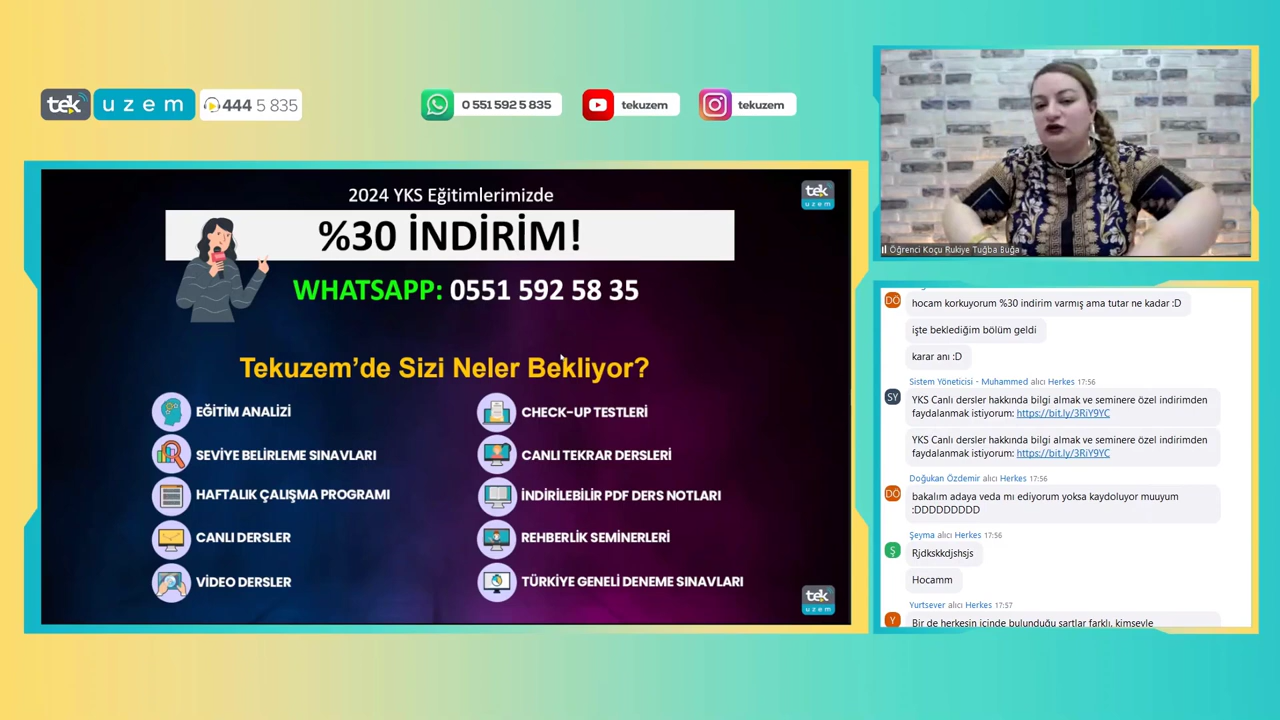 tek
uzem
444 5 835
0 551 592 5 835
tekuzem
tekuzem
2024 YKS Eğitimlerimizde
%30 İNDİRİM!
WHATSAPP: 0551 592 58 35
tek
uzem
Tekuzem’de Sizi Neler Bekliyor?
EĞİTİM ANALİZİ
SEVİYE BELİRLEME SINAVLARI
HAFTALIK ÇALIŞMA PROGRAMI
CANLI DERSLER
VİDEO DERSLER
CHECK-UP TESTLERİ
CANLI TEKRAR DERSLERİ
İNDİRİLEBİLİR PDF DERS NOTLARI
REHBERLİK SEMİNERLERİ
TÜRKİYE GENELİ DENEME SINAVLARI
tek
uzem
Öğrenci Koçu Rukiye Tuğba Buğa
DÖ
hocam korkuyorum %30 indirim varmış ama tutar ne kadar :D
işte beklediğim bölüm geldi
karar anı :D
Sistem Yöneticisi - Muhammed alıcı Herkes 17:56
SY
YKS Canlı dersler hakkında bilgi almak ve seminere özel indirimden
faydalanmak istiyorum: https://bit.ly/3RiY9YC
YKS Canlı dersler hakkında bilgi almak ve seminere özel indirimden
faydalanmak istiyorum: https://bit.ly/3RiY9YC
Doğukan Özdemir alıcı Herkes 17:56
DÖ
bakalım adaya veda mı ediyorum yoksa kaydoluyor muuyum
:DDDDDDDDD
Şeyma alıcı Herkes 17:56
Ş
Rjdkskkdjshsjs
Hocamm
Yurtsever alıcı Herkes 17:57
Y
Bir de herkesin içinde bulunduğu şartlar farklı, kimseyle